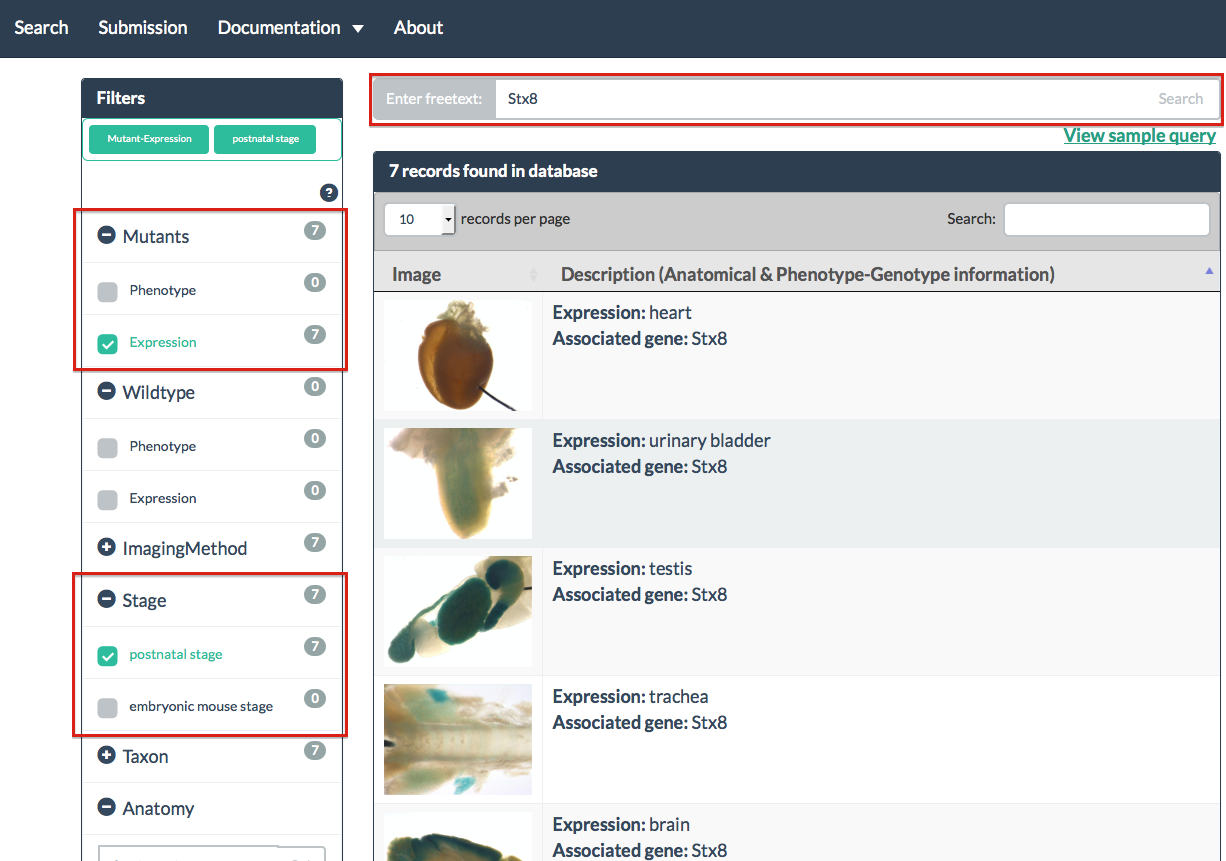 Search Submission Documentation About
Filters
Mutant-Expression postnatal stage
?
Mutants 7
Phenotype 0
Expression 7
Wildtype 0
Phenotype 0
Expression 0
ImagingMethod 7
Stage 7
postnatal stage 7
embryonic mouse stage 0
Taxon 7
Anatomy
Enter freetext: Stx8 Search
View sample query
7 records found in database
10 records per page Search:
Image Description (Anatomical & Phenotype-Genotype information)
Expression: heart
Associated gene: Stx8
Expression: urinary bladder
Associated gene: Stx8
Expression: testis
Associated gene: Stx8
Expression: trachea
Associated gene: Stx8
Expression: brain
Associated gene: Stx8